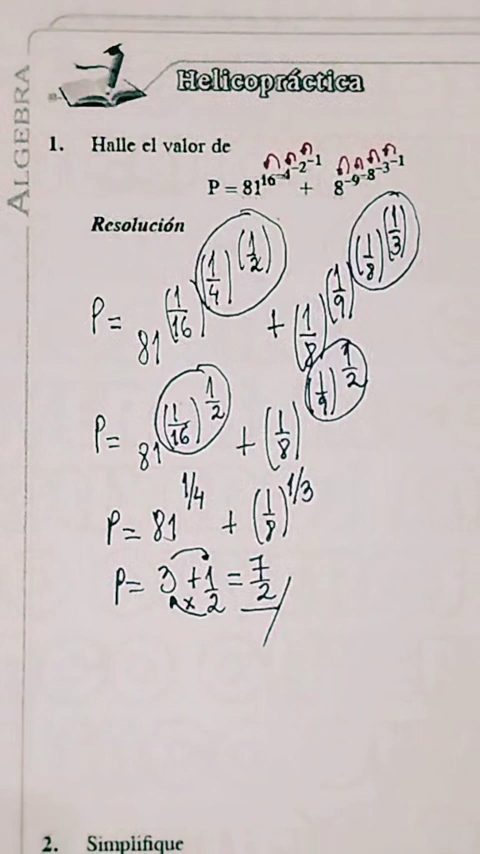 ALGEBRA
Helicopráctica
1. Halle el valor de
P = 81^16^-4^-2^-1 + 8^-9^-8^-3^-1
Resolución
P = 81^(1/16)^(1/4)^(1/2) + (1/8)^(1/9)^(1/8)^(1/3)
P = 81^(1/16)^1/2 + (1/8)^(1/9)^1/2
P = 81^1/4 + (1/8)^1/3
P = 3 + 1/2 = 7/2
2. Simplifique